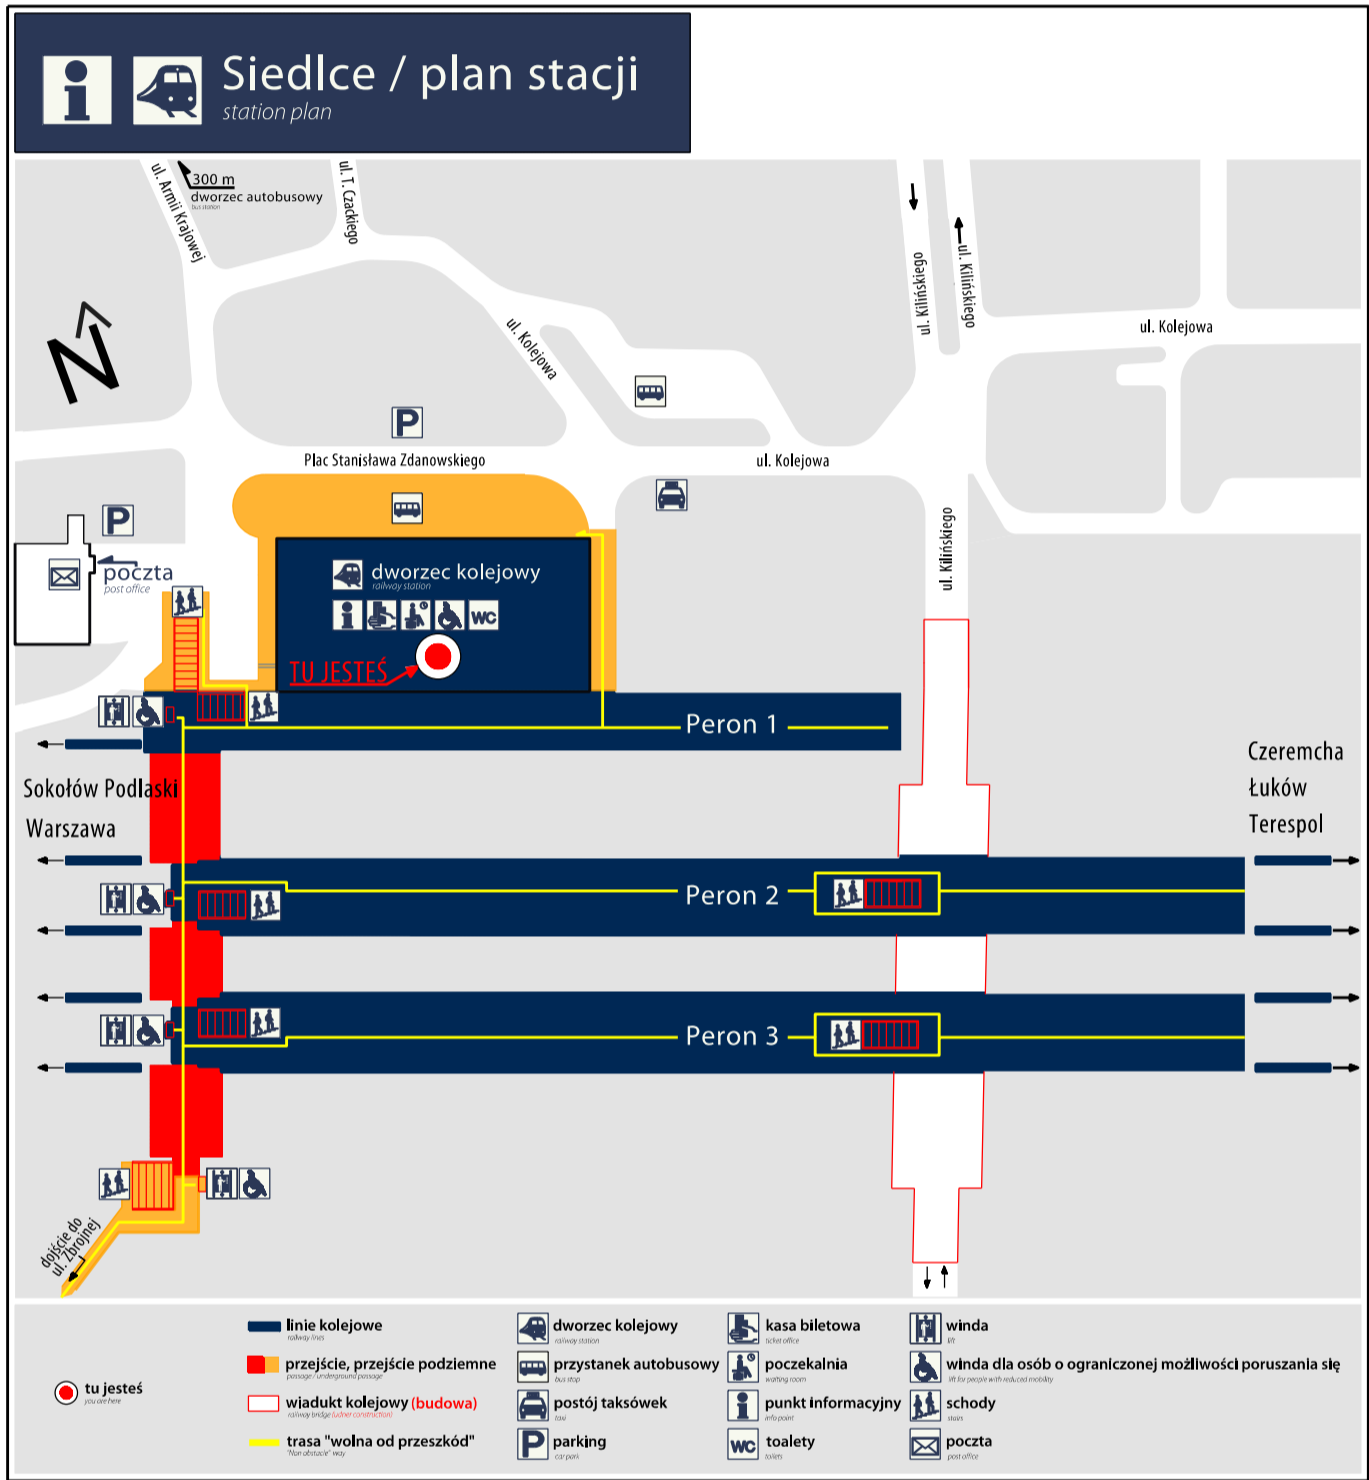 Siedlce / plan stacji
station plan
300 m
dworzec autobusowy
bus station
ul. Armii Krajowej
ul. T. Czackiego
ul. Kilińskiego
ul. Kilińskiego
ul. Kolejowa
N
ul. Kolejowa
P
Plac Stanisława Zdanowskiego
ul. Kolejowa
P
poczta
post office
ul. Kilińskiego
dworzec kolejowy
railway station
WC
TU JESTEŚ
Peron 1
Sokołów Podlaski
Warszawa
Czeremcha
Łuków
Terespol
Peron 2
Peron 3
dojście do
ul. Zbrojnej
tu jesteś
you are here
linie kolejowe
railway lines
przejście, przejście podziemne
passage / underground passage
wiadukt kolejowy (budowa)
railway bridge (udner construction)
trasa "wolna od przeszkód"
"Non obstacle" way
dworzec kolejowy
railway station
przystanek autobusowy
bus stop
postój taksówek
taxi
P parking
car park
kasa biletowa
ticket office
poczekalnia
waiting room
punkt informacyjny
info point
WC toalety
toilets
winda
lift
winda dla osób o ograniczonej możliwości poruszania się
lift for people with reduced mobility
schody
stairs
poczta
post office